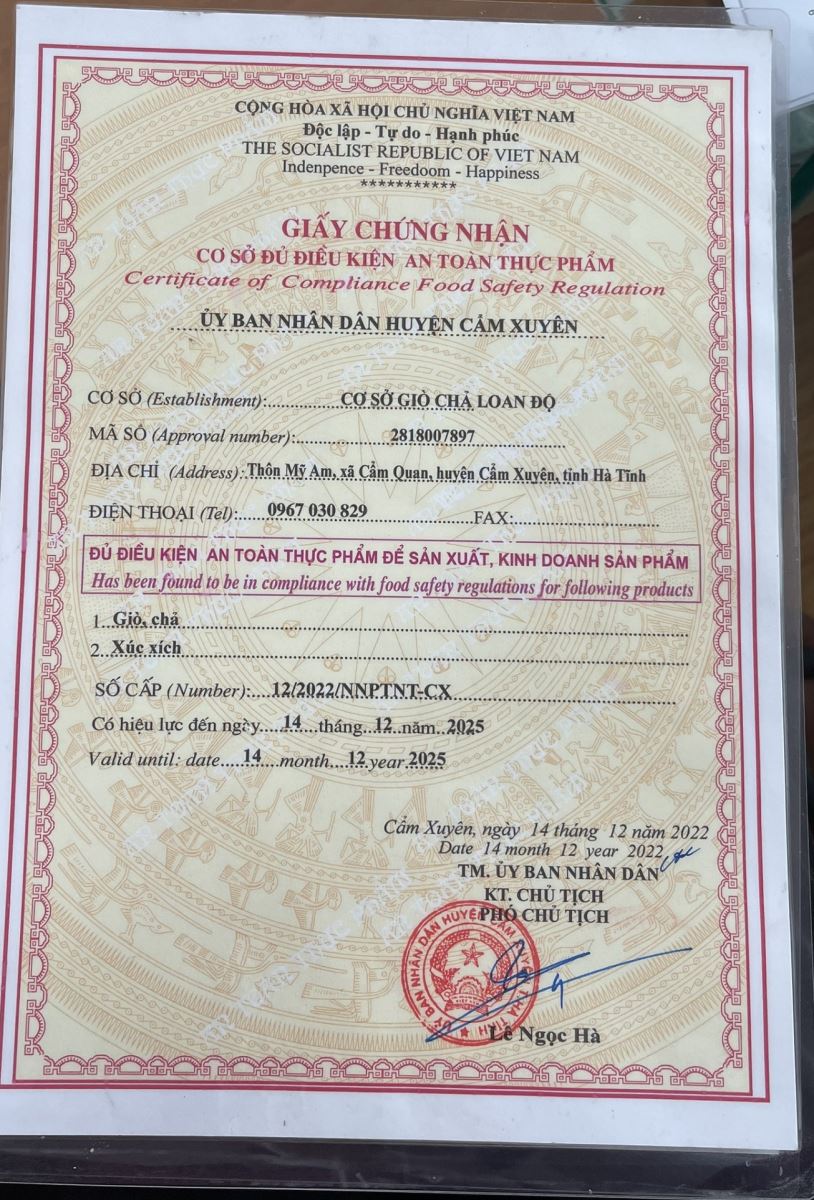 CỘNG HÒA XÃ HỘI CHỦ NGHĨA VIỆT NAM
Độc lập - Tự do - Hạnh phúc
THE SOCIALIST REPUBLIC OF VIET NAM
Indenpence - Freedoom - Happiness
***********
GIẤY CHỨNG NHẬN
CƠ SỞ ĐỦ ĐIỀU KIỆN AN TOÀN THỰC PHẨM
Certificate of Compliance Food Safety Regulation
ỦY BAN NHÂN DÂN HUYỆN CẨM XUYÊN
CƠ SỞ (Establishment): CƠ SỞ GIÒ CHẢ LOAN ĐỘ
MÃ SỐ (Approval number): 2818007897
ĐỊA CHỈ (Address): Thôn Mỹ Am, xã Cẩm Quan, huyện Cẩm Xuyên, tỉnh Hà Tĩnh
ĐIỆN THOẠI (Tel): 0967 030 829 FAX:
ĐỦ ĐIỀU KIỆN AN TOÀN THỰC PHẨM ĐỂ SẢN XUẤT, KINH DOANH SẢN PHẨM
Has been found to be in compliance with food safety regulations for following products
1. Giò, chả
2. Xúc xích
SỐ CẤP (Number): 12/2022/NNPTNT-CX
Có hiệu lực đến ngày 14 tháng 12 năm 2025
Valid until: date 14 month 12 year 2025
Cẩm Xuyên, ngày 14 tháng 12 năm 2022
Date 14 month 12 year 2022
TM. ỦY BAN NHÂN DÂN
KT. CHỦ TỊCH
PHÓ CHỦ TỊCH
ỦY BAN NHÂN DÂN HUYỆN CẨM XUYÊN
Lê Ngọc Hà